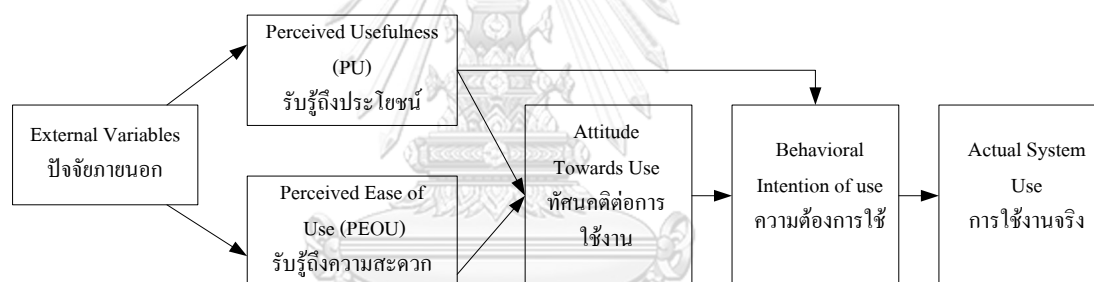 External Variables
ปัจจัยภายนอก
Perceived Usefulness
(PU)
รับรู้ถึงประโยชน์
Perceived Ease of
Use (PEOU)
รับรู้ถึงความสะดวก
Attitude
Towards Use
ทัศนคติต่อการ
ใช้งาน
Behavioral
Intention of use
ความต้องการใช้
Actual System
Use
การใช้งานจริง